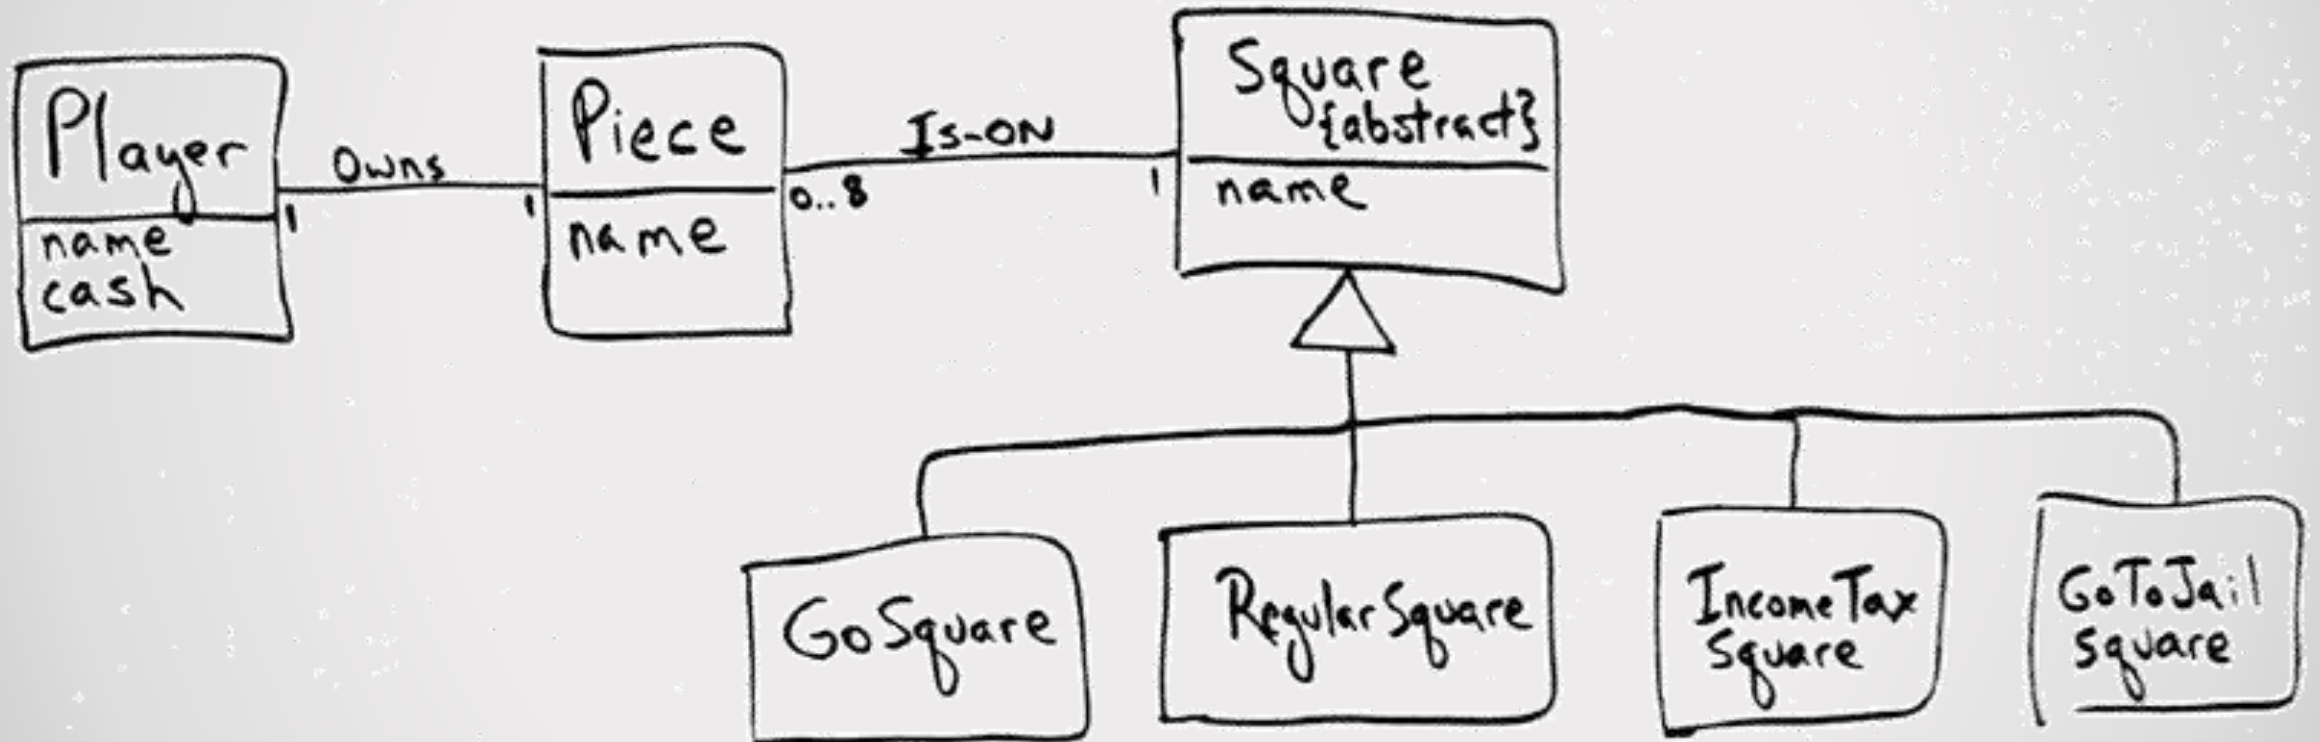 Player
name
cash
Owns
1
1
Piece
name
Is-ON
0..8
1
Square
{abstract}
name
GoSquare
RegularSquare
IncomeTax
Square
GoToJail
Square